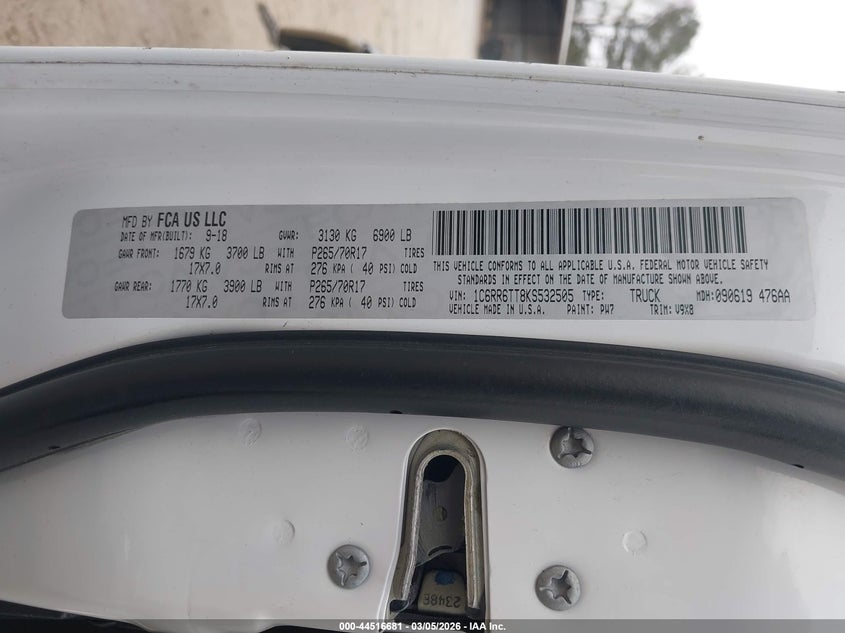 MFD BY FCA US LLC
DATE OF MFR(BUILT): 9-18 GVWR: 3130 KG 6900 LB
GAWR FRONT: 1679 KG 3700 LB WITH P265/70R17 TIRES
17X7.0 RIMS AT 276 KPA ( 40 PSI) COLD
GAWR REAR: 1770 KG 3900 LB WITH P265/70R17 TIRES
17X7.0 RIMS AT 276 KPA ( 40 PSI) COLD
THIS VEHICLE CONFORMS TO ALL APPLICABLE U.S.A. FEDERAL MOTOR VEHICLE SAFETY
STANDARDS IN EFFECT ON THE DATE OF MANUFACTURE SHOWN ABOVE.
VIN: 1C6RR6TT8KS532505 TYPE: TRUCK MDH:090619 476AA
VEHICLE MADE IN U.S.A. PAINT: PW7 TRIM: V9X8
2348E
000-44516681 - 03/05/2026 - IAA Inc.